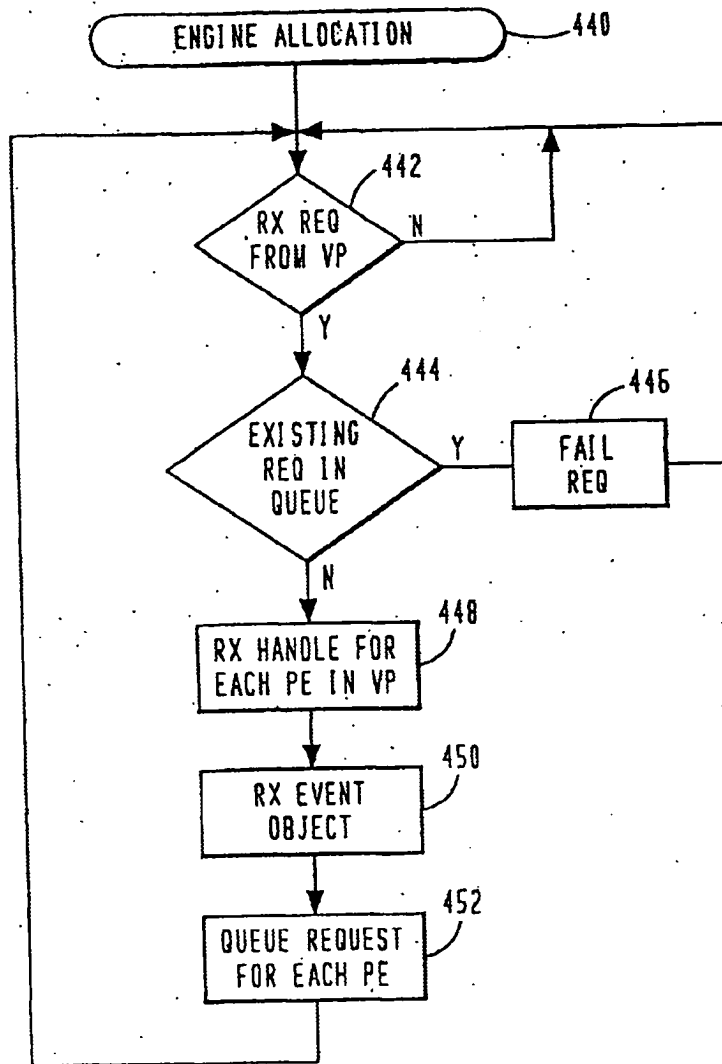 ENGINE ALLOCATION
440
442
RX REQ
FROM VP
N
Y
444
446
EXISTING
REQ IN
QUEUE
Y
FAIL
REQ
N
448
RX HANDLE FOR
EACH PE IN VP
450
RX EVENT
OBJECT
452
QUEUE REQUEST
FOR EACH PE